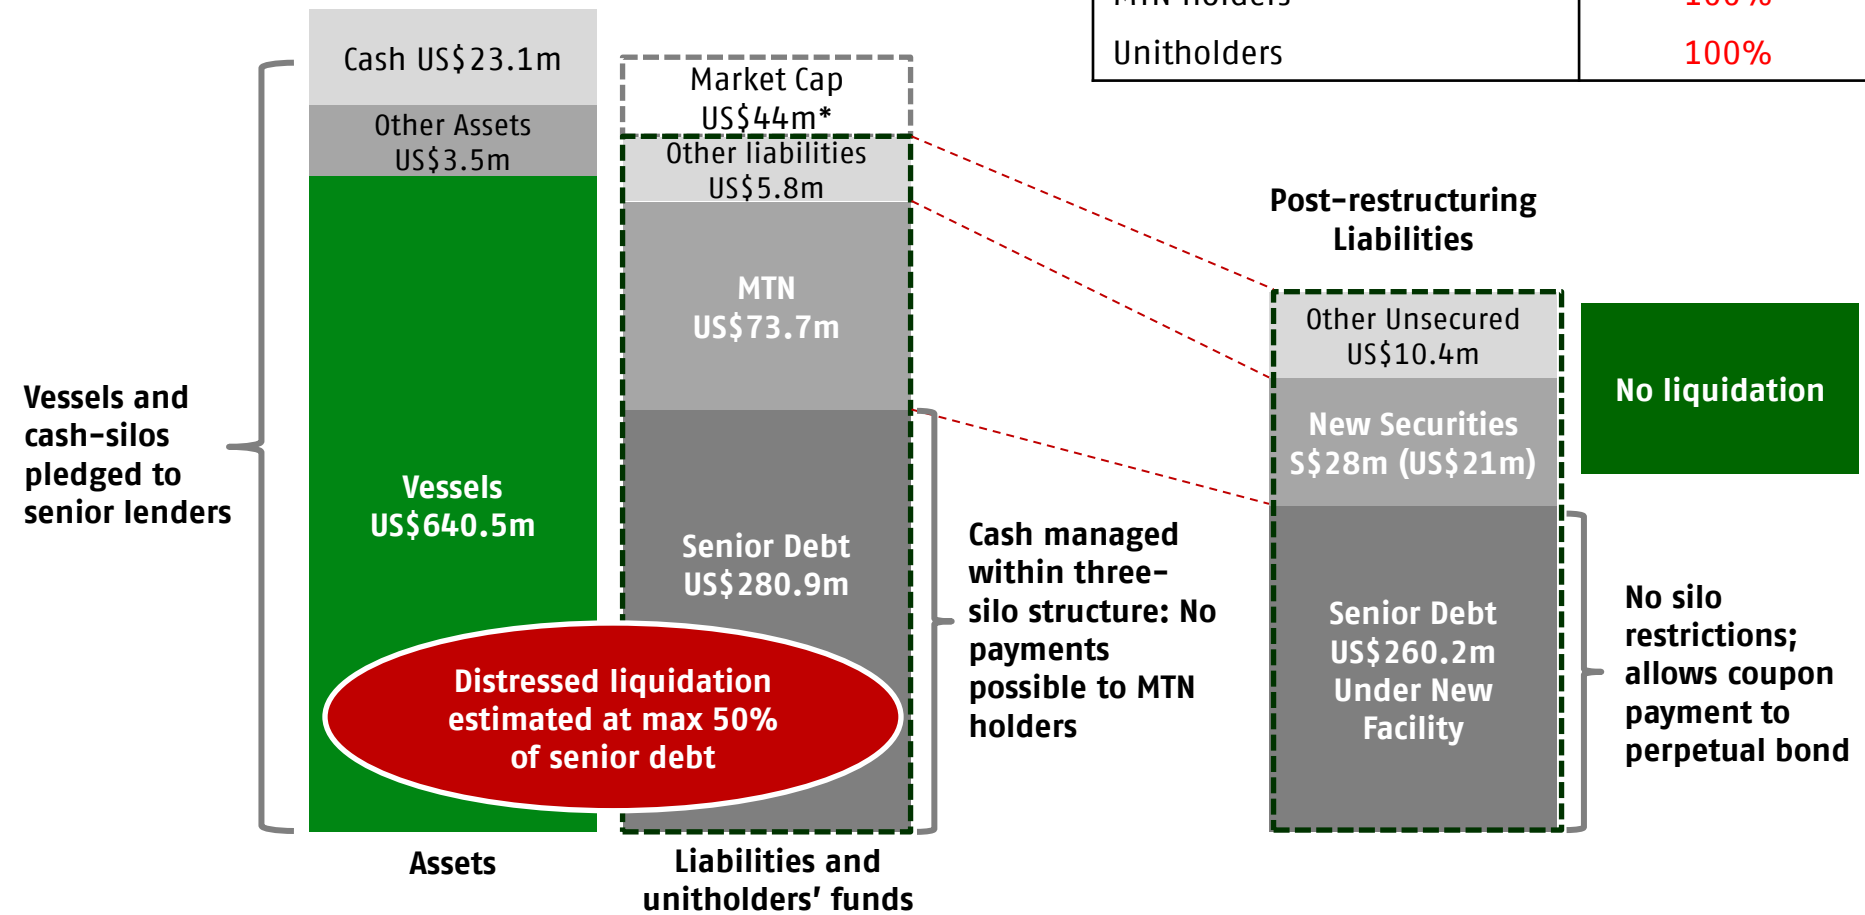 MTN holders 100%
Unitholders 100%
Cash US$23.1m
Other Assets
US$3.5m
Vessels
US$640.5m
Vessels and
cash-silos
pledged to
senior lenders
Market Cap
US$44m*
Other liabilities
US$5.8m
MTN
US$73.7m
Senior Debt
US$280.9m
Distressed liquidation
estimated at max 50%
of senior debt
Assets
Liabilities and
unitholders' funds
Cash managed
within three-
silo structure: No
payments
possible to MTN
holders
Post-restructuring
Liabilities
Other Unsecured
US$10.4m
New Securities
S$28m (US$21m)
Senior Debt
US$260.2m
Under New
Facility
No liquidation
No silo
restrictions;
allows coupon
payment to
perpetual bond